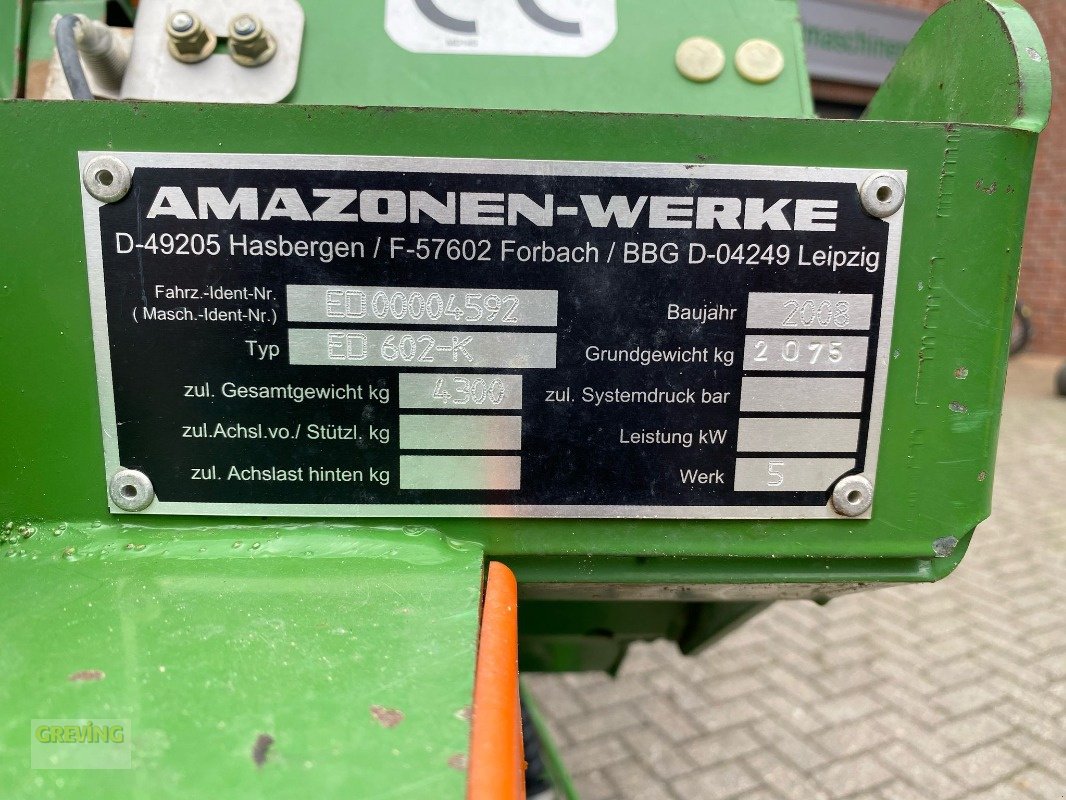 maschinen
AMAZONEN-WERKE
D-49205 Hasbergen / F-57602 Forbach / BBG D-04249 Leipzig
Fahrz.-Ident-Nr.
( Masch.-Ident-Nr.) ED00004592
Baujahr 2008
Typ ED 602-K
Grundgewicht kg 2075
zul. Gesamtgewicht kg 4300
zul. Systemdruck bar
zul.Achsl.vo./ Stützl. kg
Leistung kW
zul. Achslast hinten kg
Werk 5
GREVING